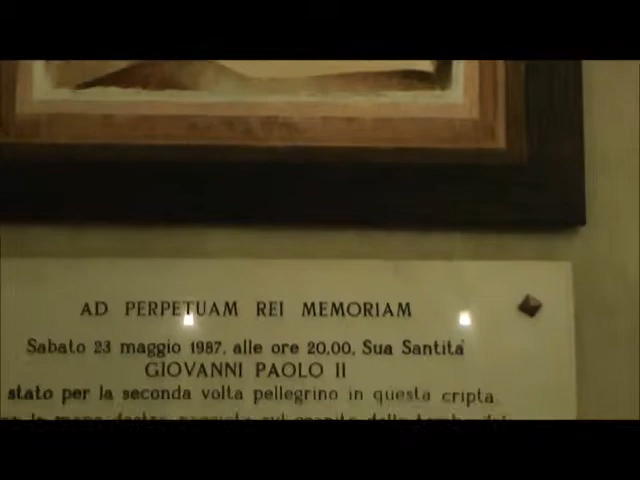 AD PERPETUAM REI MEMORIAM
Sabato 23 maggio 1987, alle ore 20,00, Sua Santità
GIOVANNI PAOLO II
stato per la seconda volta pellegrino in questa cripta